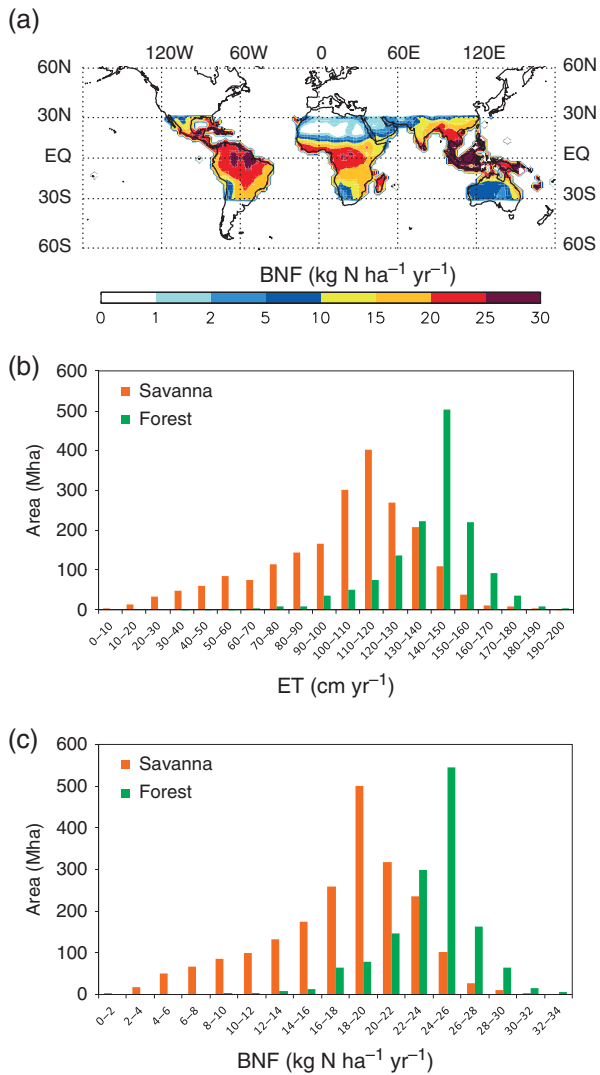 (a)
120W 60W 0 60E 120E
60N 60N
30N 30N
EQ EQ
30S 30S
60S 60S
BNF (kg N ha⁻¹ yr⁻¹)
0 1 2 5 10 15 20 25 30
(b)
600
500
400
300
200
100
0
Area (Mha)
Savanna
Forest
0–10 10–20 20–30 30–40 40–50 50–60 60–70 70–80 80–90 90–100 100–110 110–120 120–130 130–140 140–150 150–160 160–170 170–180 180–190 190–200
ET (cm yr⁻¹)
(c)
600
500
400
300
200
100
0
Area (Mha)
Savanna
Forest
0–2 2–4 4–6 6–8 8–10 10–12 12–14 14–16 16–18 18–20 20–22 22–24 24–26 26–28 28–30 30–32 32–34
BNF (kg N ha⁻¹ yr⁻¹)